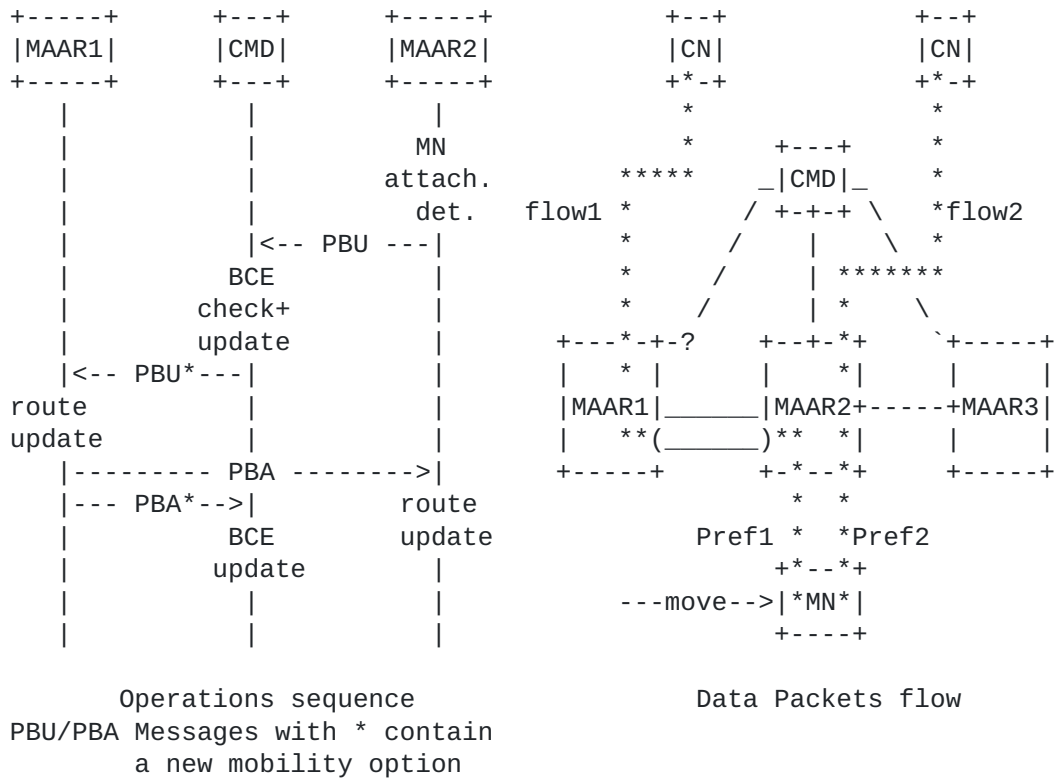 MAAR1 CMD MAAR2 CN CN
MN
attach. CMD
det. flow1 flow2
PBU
BCE
check+
update
PBU*
route MAAR1 MAAR2 MAAR3
update
PBA
PBA* route
BCE update Pref1 Pref2
update
move *MN*
Operations sequence Data Packets flow
PBU/PBA Messages with * contain
a new mobility option